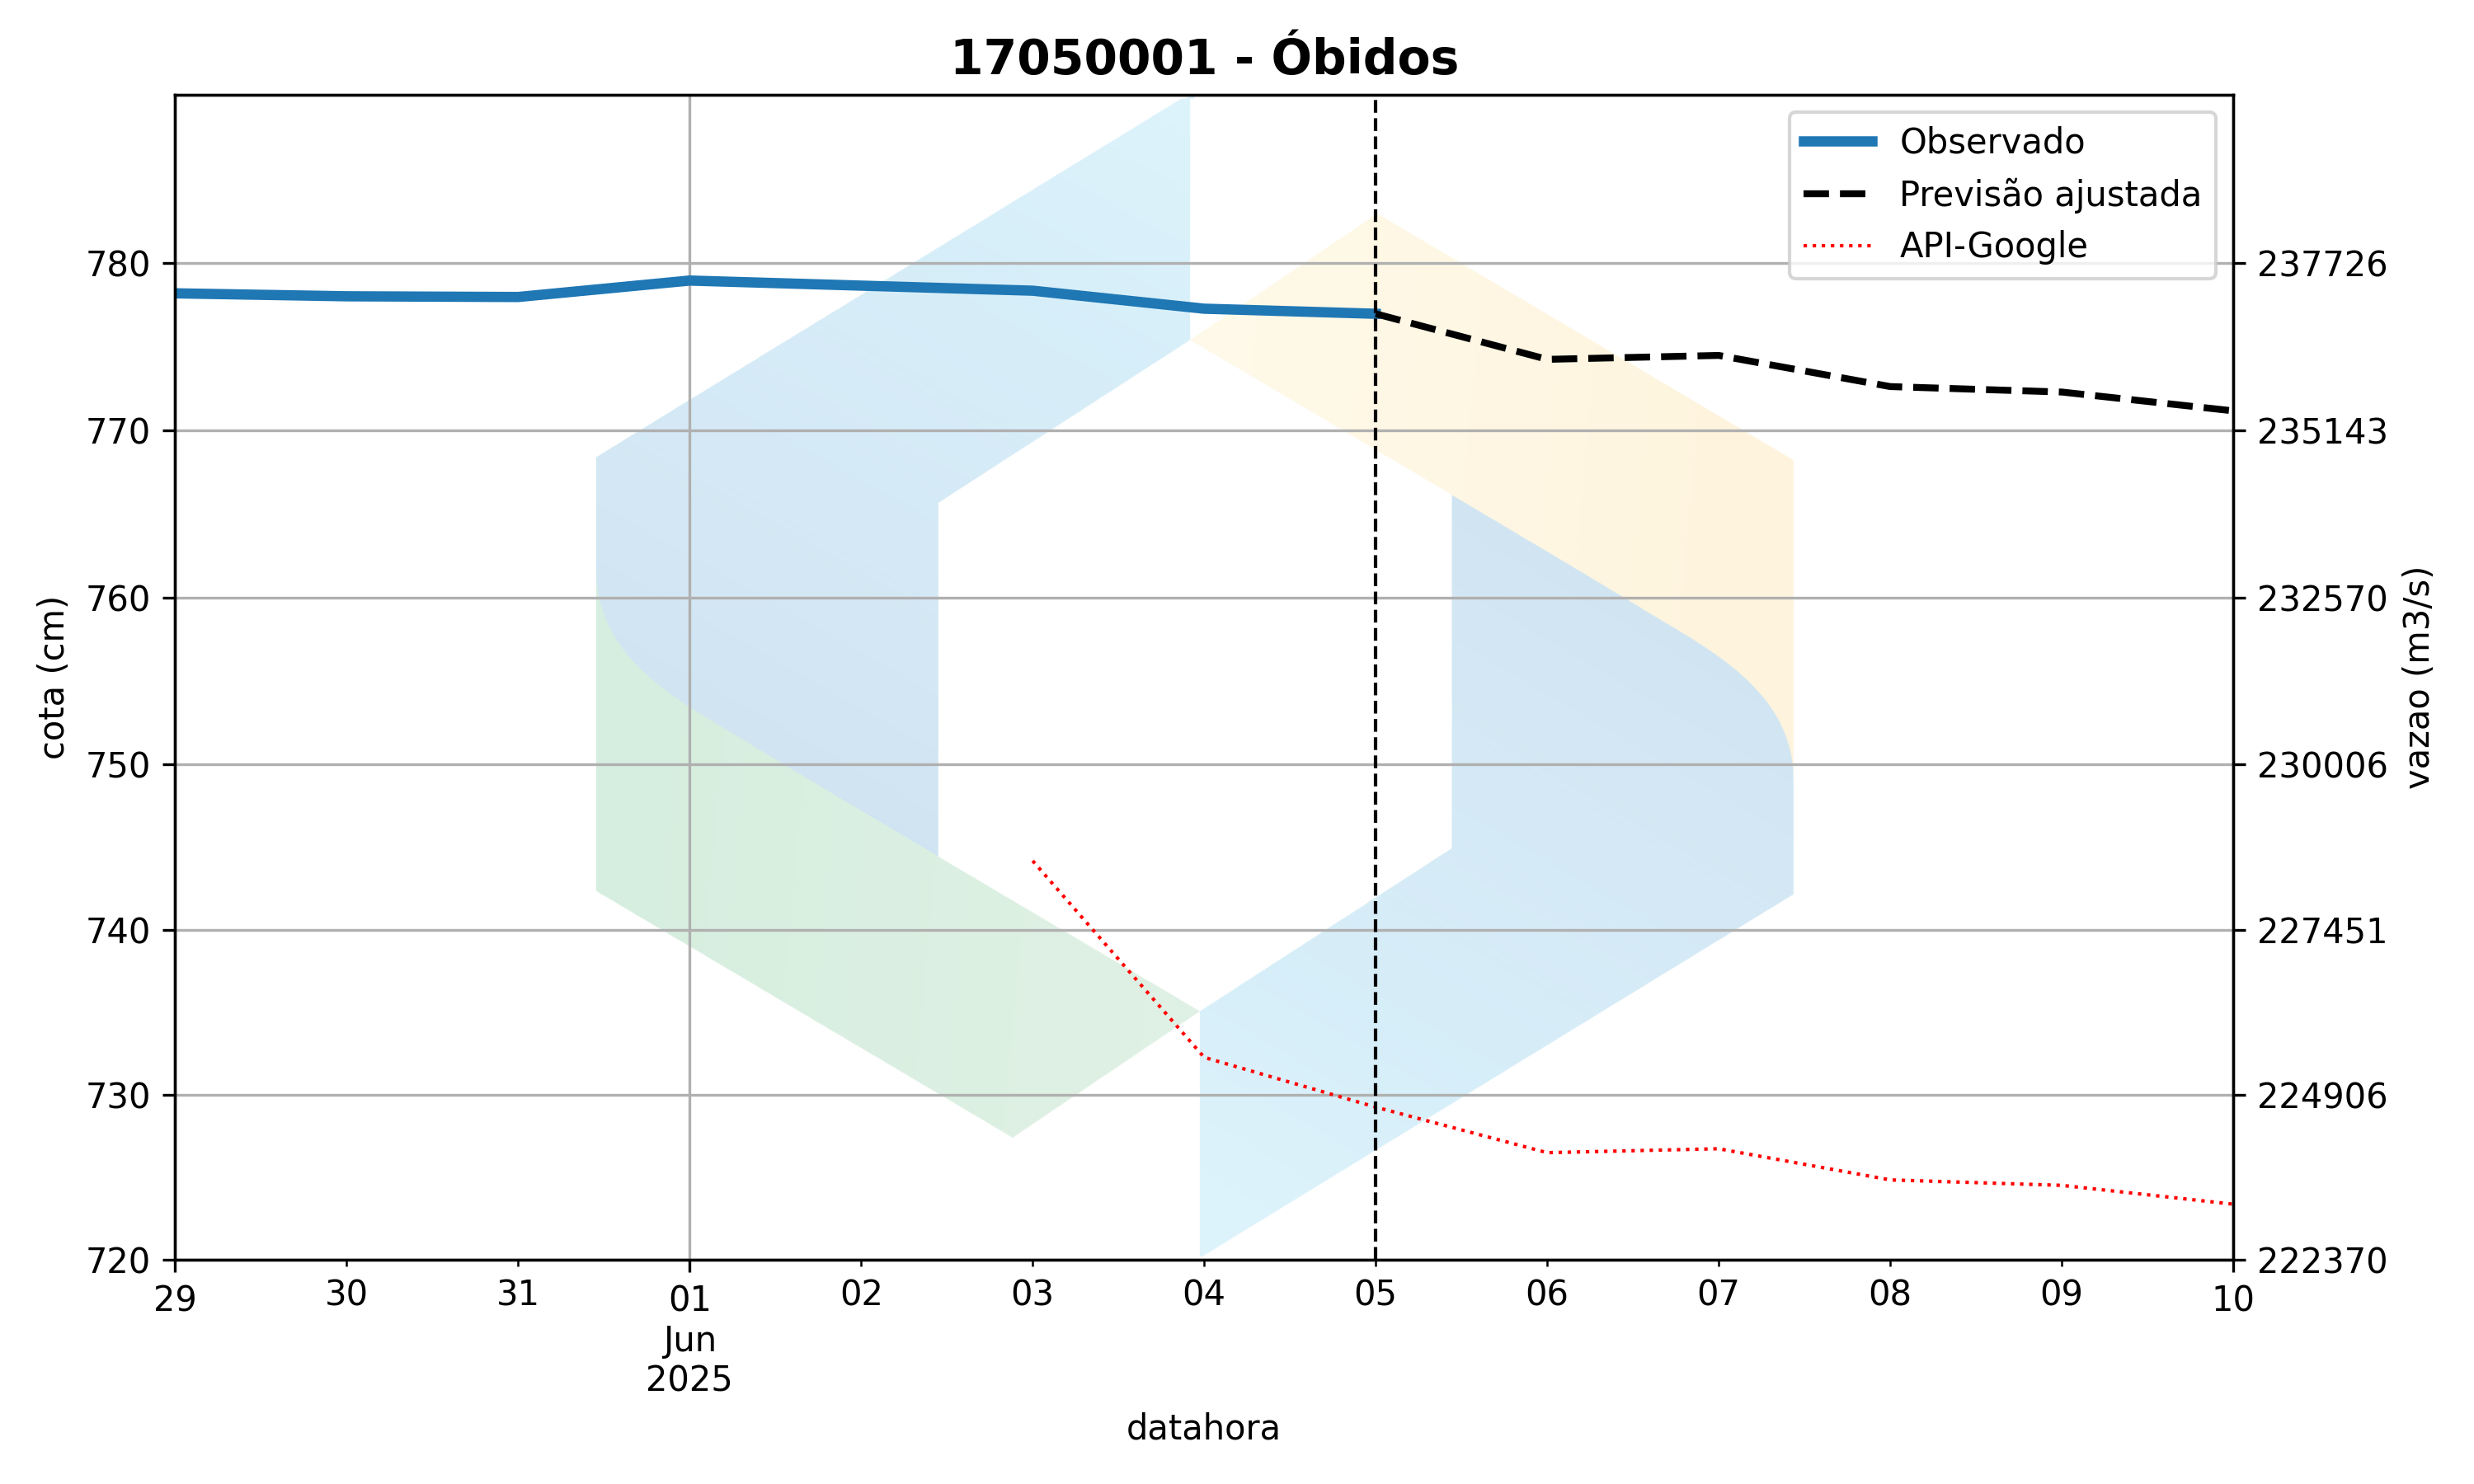 17050001 - Óbidos
Observado
Previsão ajustada
API-Google
780
770
760
750
740
730
720
cota (cm)
237726
235143
232570
230006
227451
224906
222370
vazao (m3/s)
29 30 31 01 02 03 04 05 06 07 08 09 10
Jun
2025
datahora